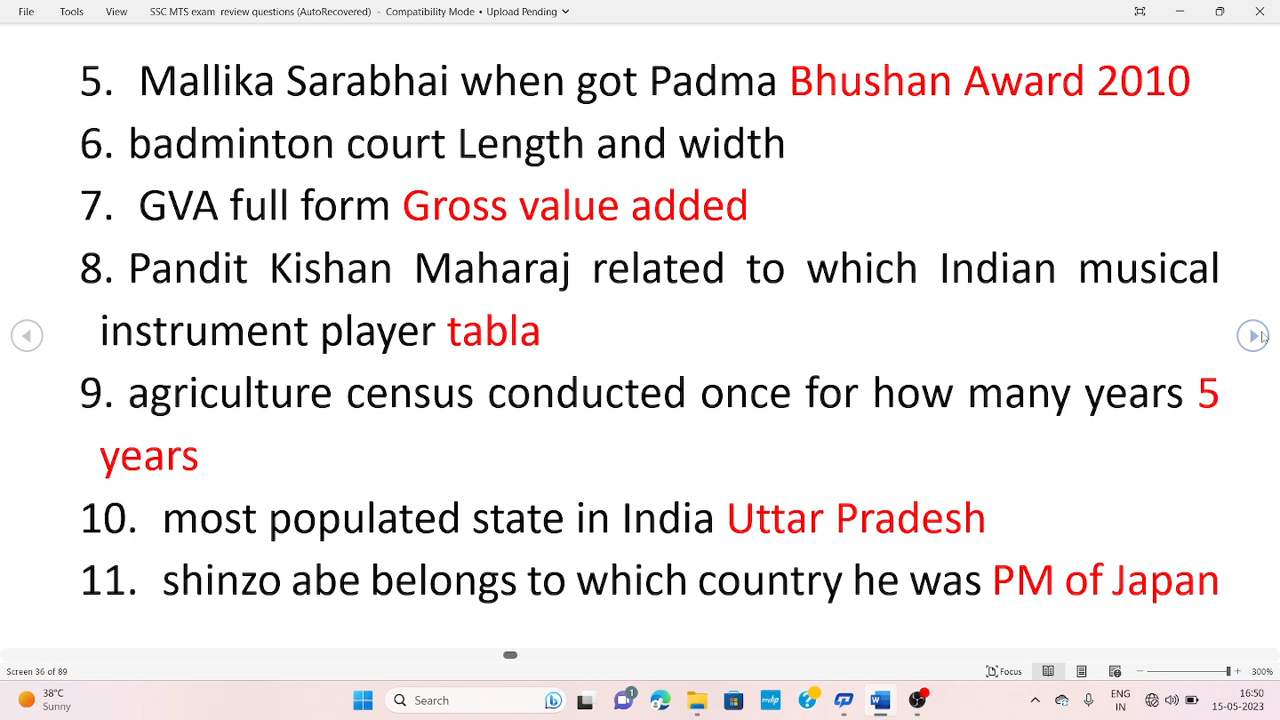 File Tools View SSC MTS exam review questions (AutoRecovered) - Compatibility Mode • Upload Pending
5. Mallika Sarabhai when got Padma Bhushan Award 2010
6. badminton court Length and width
7. GVA full form Gross value added
8. Pandit Kishan Maharaj related to which Indian musical
instrument player tabla
9. agriculture census conducted once for how many years 5
years
10. most populated state in India Uttar Pradesh
11. shinzo abe belongs to which country he was PM of Japan
Screen 36 of 89 Focus 300%
38°C
Sunny
Search
1
ENG
IN
16:50
15-05-2023